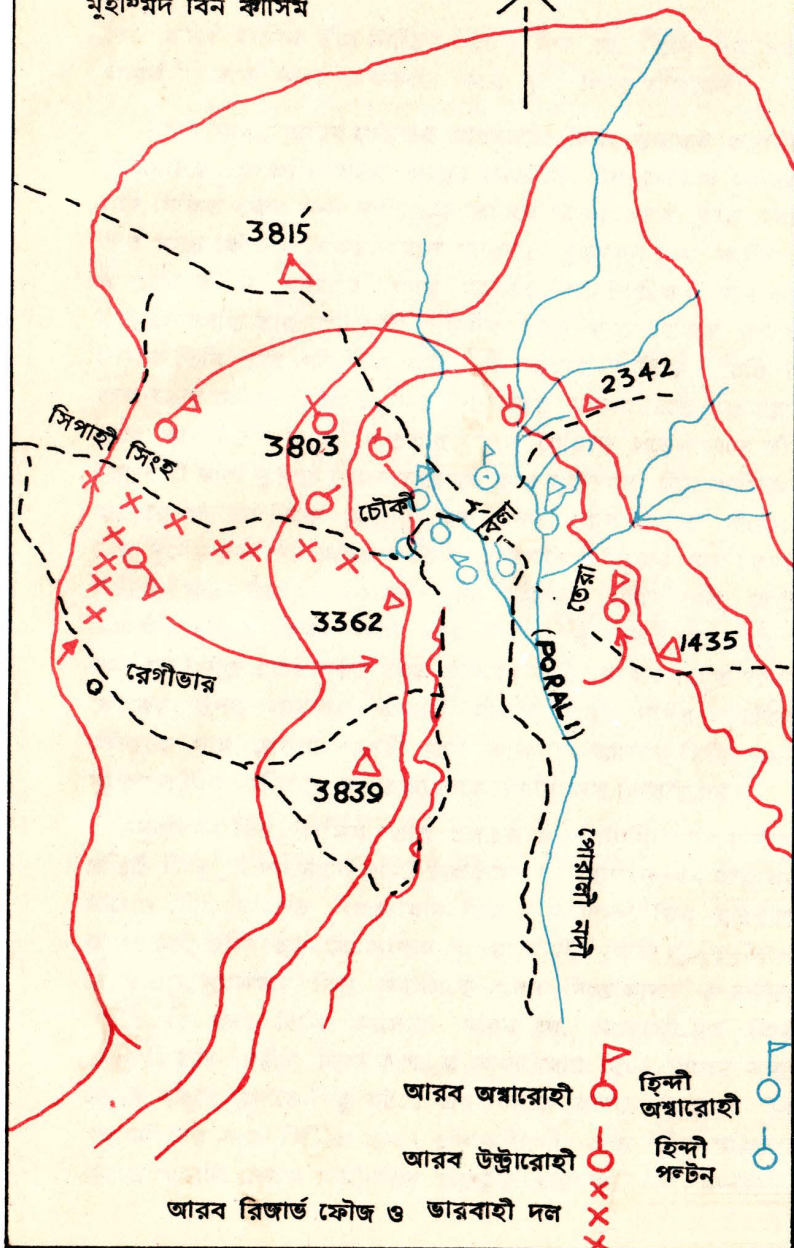 মুহাম্মদ বিন কাসিম
3815
2342
সিপাহী সিংহ
3803
চৌকী
বেলা
তেরা
3362
1435
রেগীভার
(PORALI)
3839
পোরালী নদী
আরব অশ্বারোহী
হিন্দী
অশ্বারোহী
আরব উষ্ট্রারোহী
হিন্দী
পল্টন
আরব রিজার্ভ ফৌজ ও ভারবাহী দল